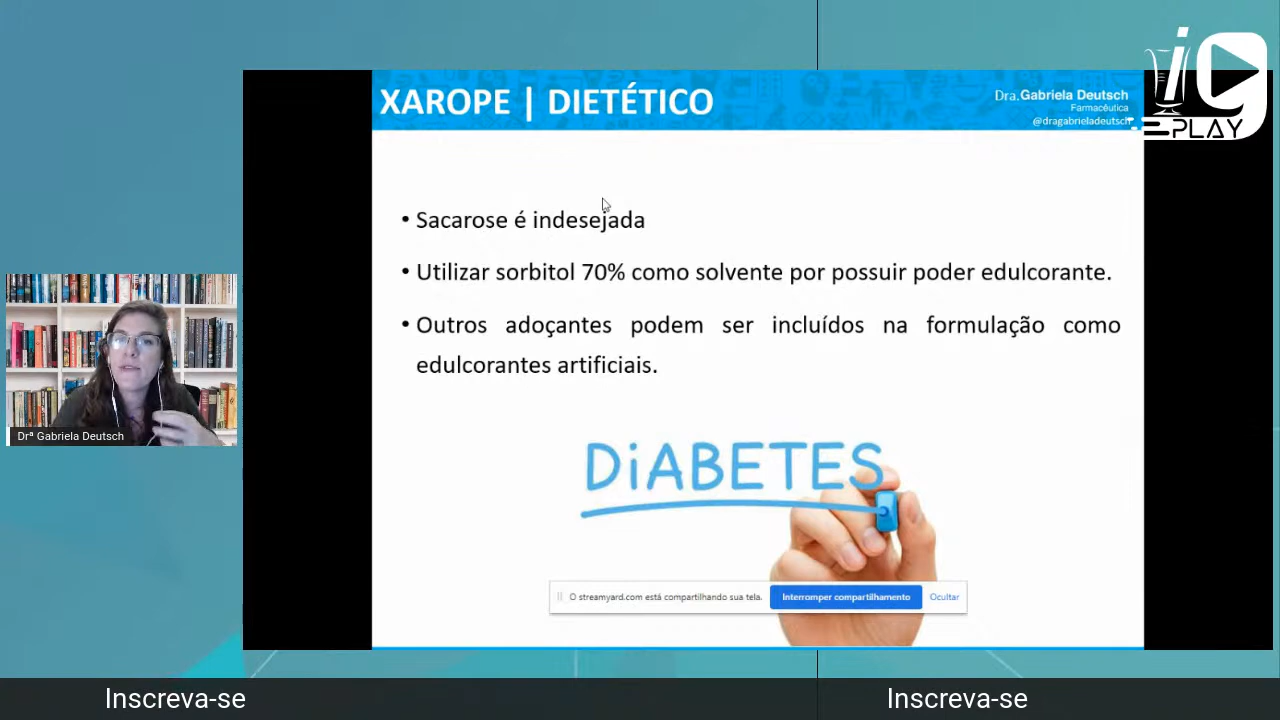 XAROPE | DIETÉTICO
Dra.Gabriela Deutsch
Farmacêutica
@dragabrieladeutsch
iG
PLAY
• Sacarose é indesejada
• Utilizar sorbitol 70% como solvente por possuir poder edulcorante.
• Outros adoçantes podem ser incluídos na formulação como
edulcorantes artificiais.
DiABETES
Drª Gabriela Deutsch
O streamyard.com está compartilhando sua tela. Interromper compartilhamento Ocultar
Inscreva-se Inscreva-se